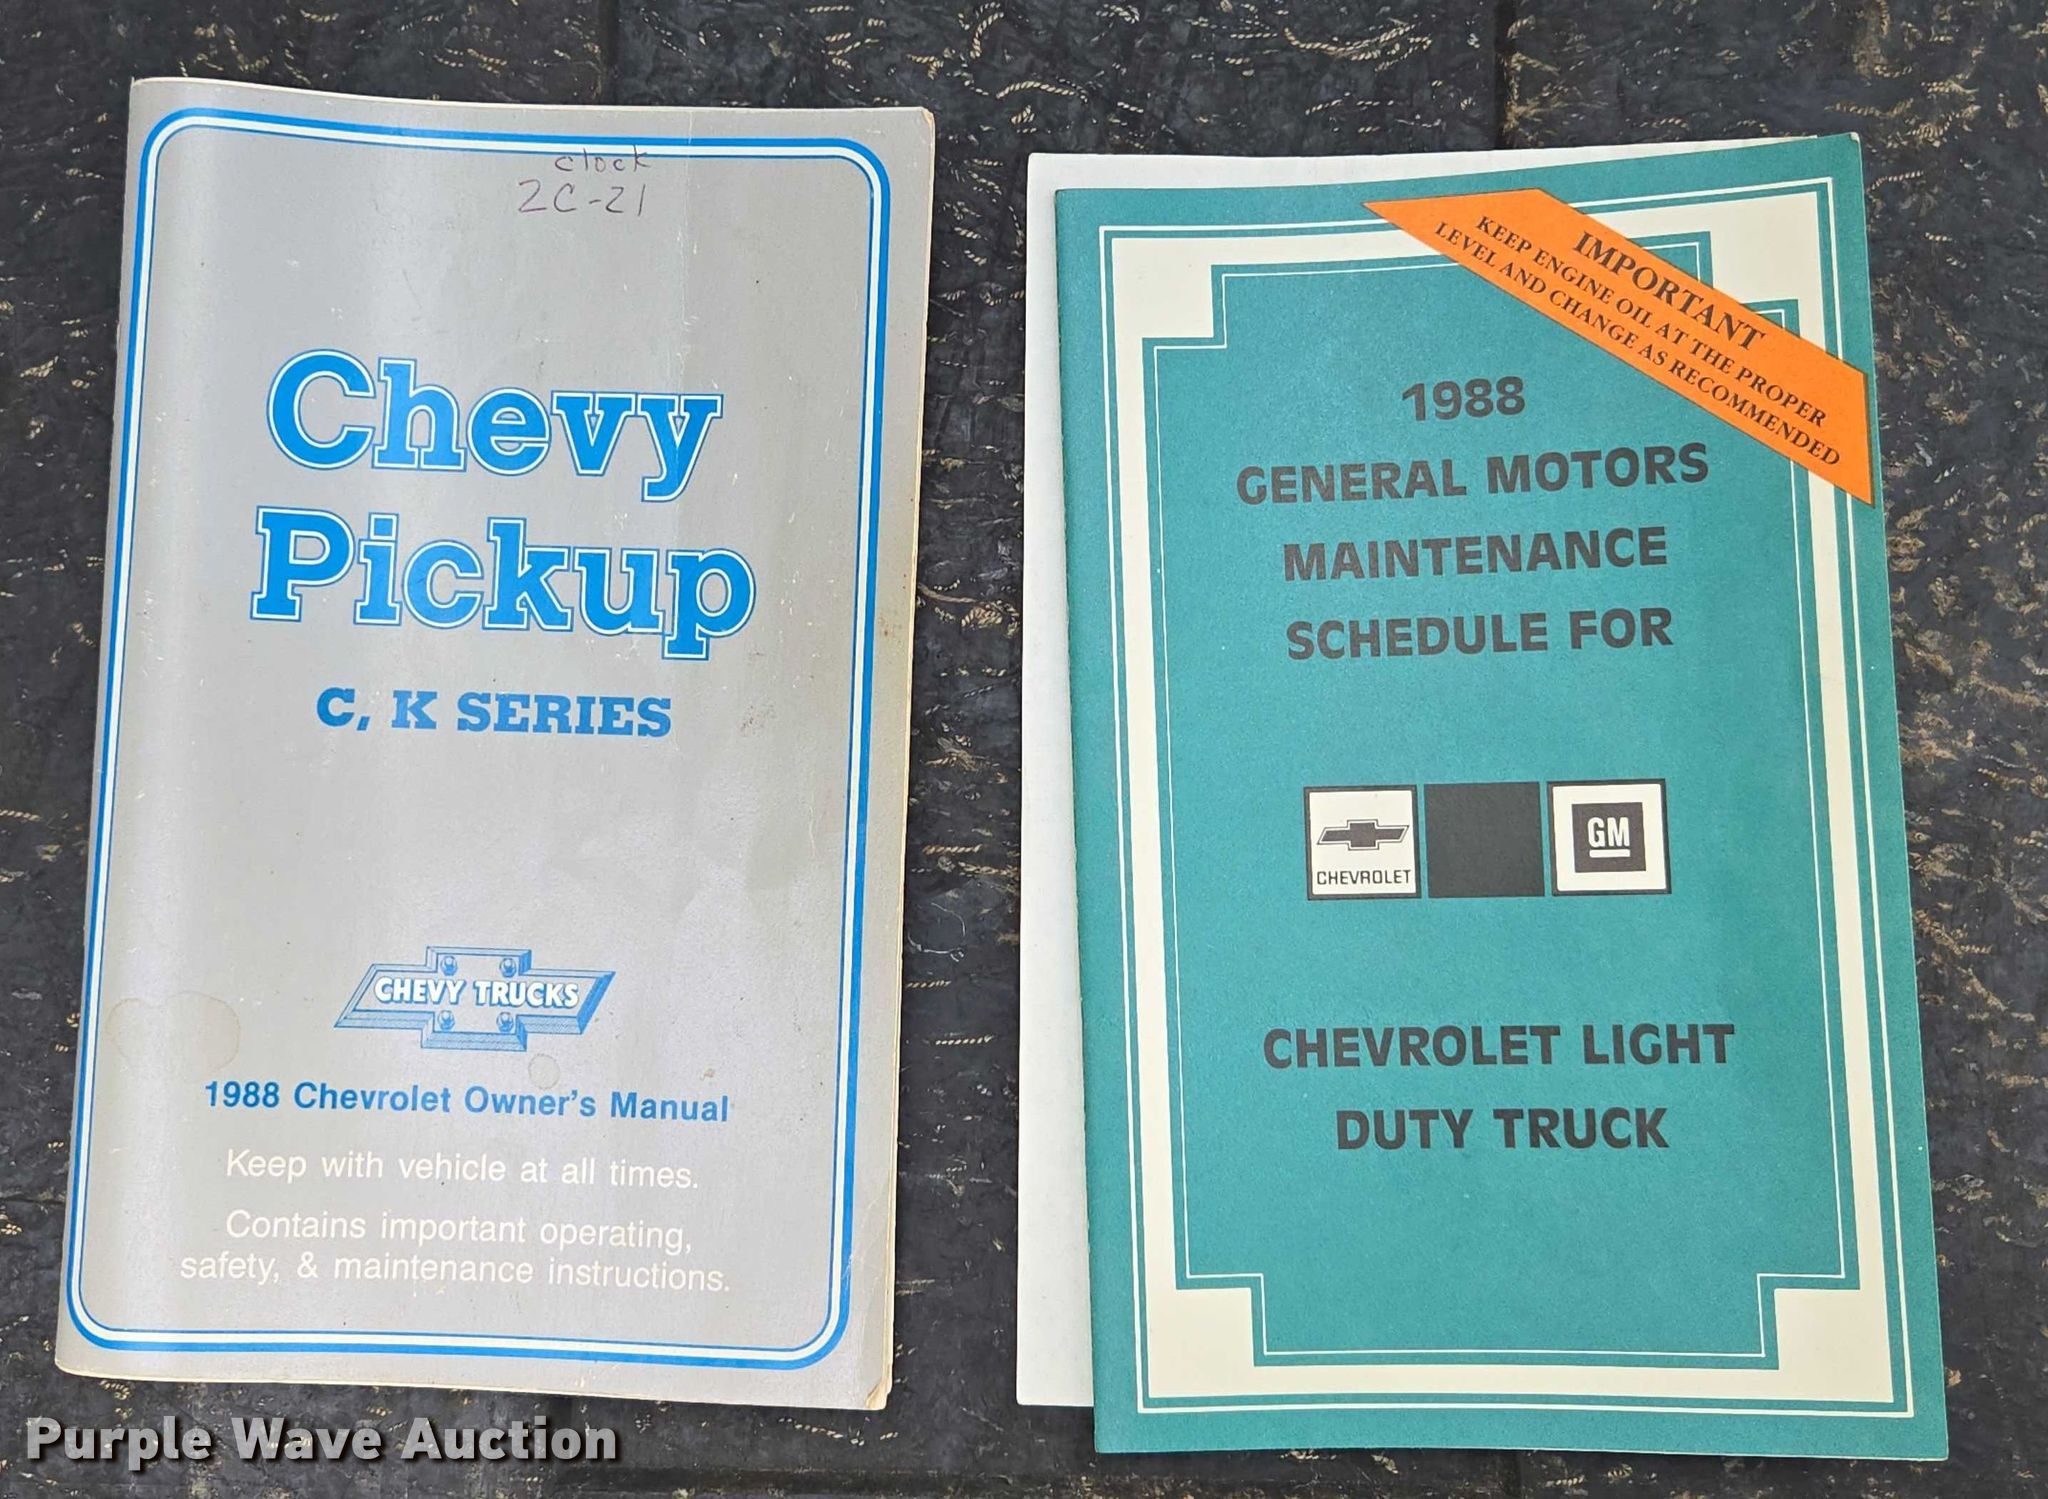 clock
2C-21
Chevy
Pickup
C, K SERIES
CHEVY TRUCKS
1988 Chevrolet Owner's Manual
Keep with vehicle at all times.
Contains important operating,
safety, & maintenance instructions.
IMPORTANT
KEEP ENGINE OIL AT THE PROPER
LEVEL AND CHANGE AS RECOMMENDED
1988
GENERAL MOTORS
MAINTENANCE
SCHEDULE FOR
CHEVROLET
GM
CHEVROLET LIGHT
DUTY TRUCK
Purple Wave Auction